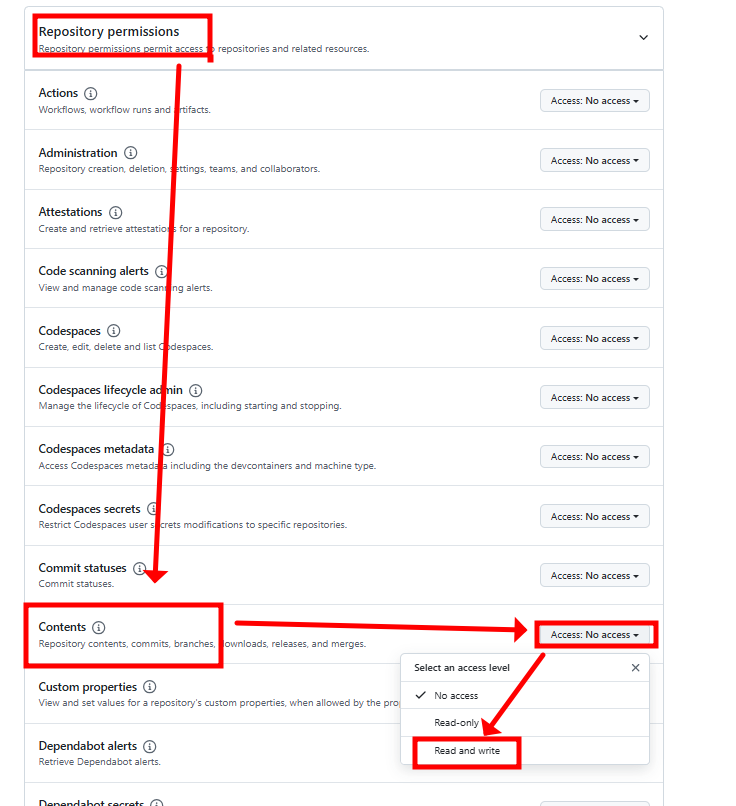 Repository permissions
Repository permissions permit access to repositories and related resources.
Actions
Workflows, workflow runs and artifacts.
Access: No access
Administration
Repository creation, deletion, settings, teams, and collaborators.
Access: No access
Attestations
Create and retrieve attestations for a repository.
Access: No access
Code scanning alerts
View and manage code scanning alerts.
Access: No access
Codespaces
Create, edit, delete and list Codespaces.
Access: No access
Codespaces lifecycle admin
Manage the lifecycle of Codespaces, including starting and stopping.
Access: No access
Codespaces metadata
Access Codespaces metadata including the devcontainers and machine type.
Access: No access
Codespaces secrets
Restrict Codespaces user secrets modifications to specific repositories.
Access: No access
Commit statuses
Commit statuses.
Access: No access
Contents
Repository contents, commits, branches, downloads, releases, and merges.
Access: No access
Select an access level
No access
Read-only
Read and write
Custom properties
View and set values for a repository's custom properties, when allowed by the
Dependabot alerts
Retrieve Dependabot alerts.
Dependabot secrets